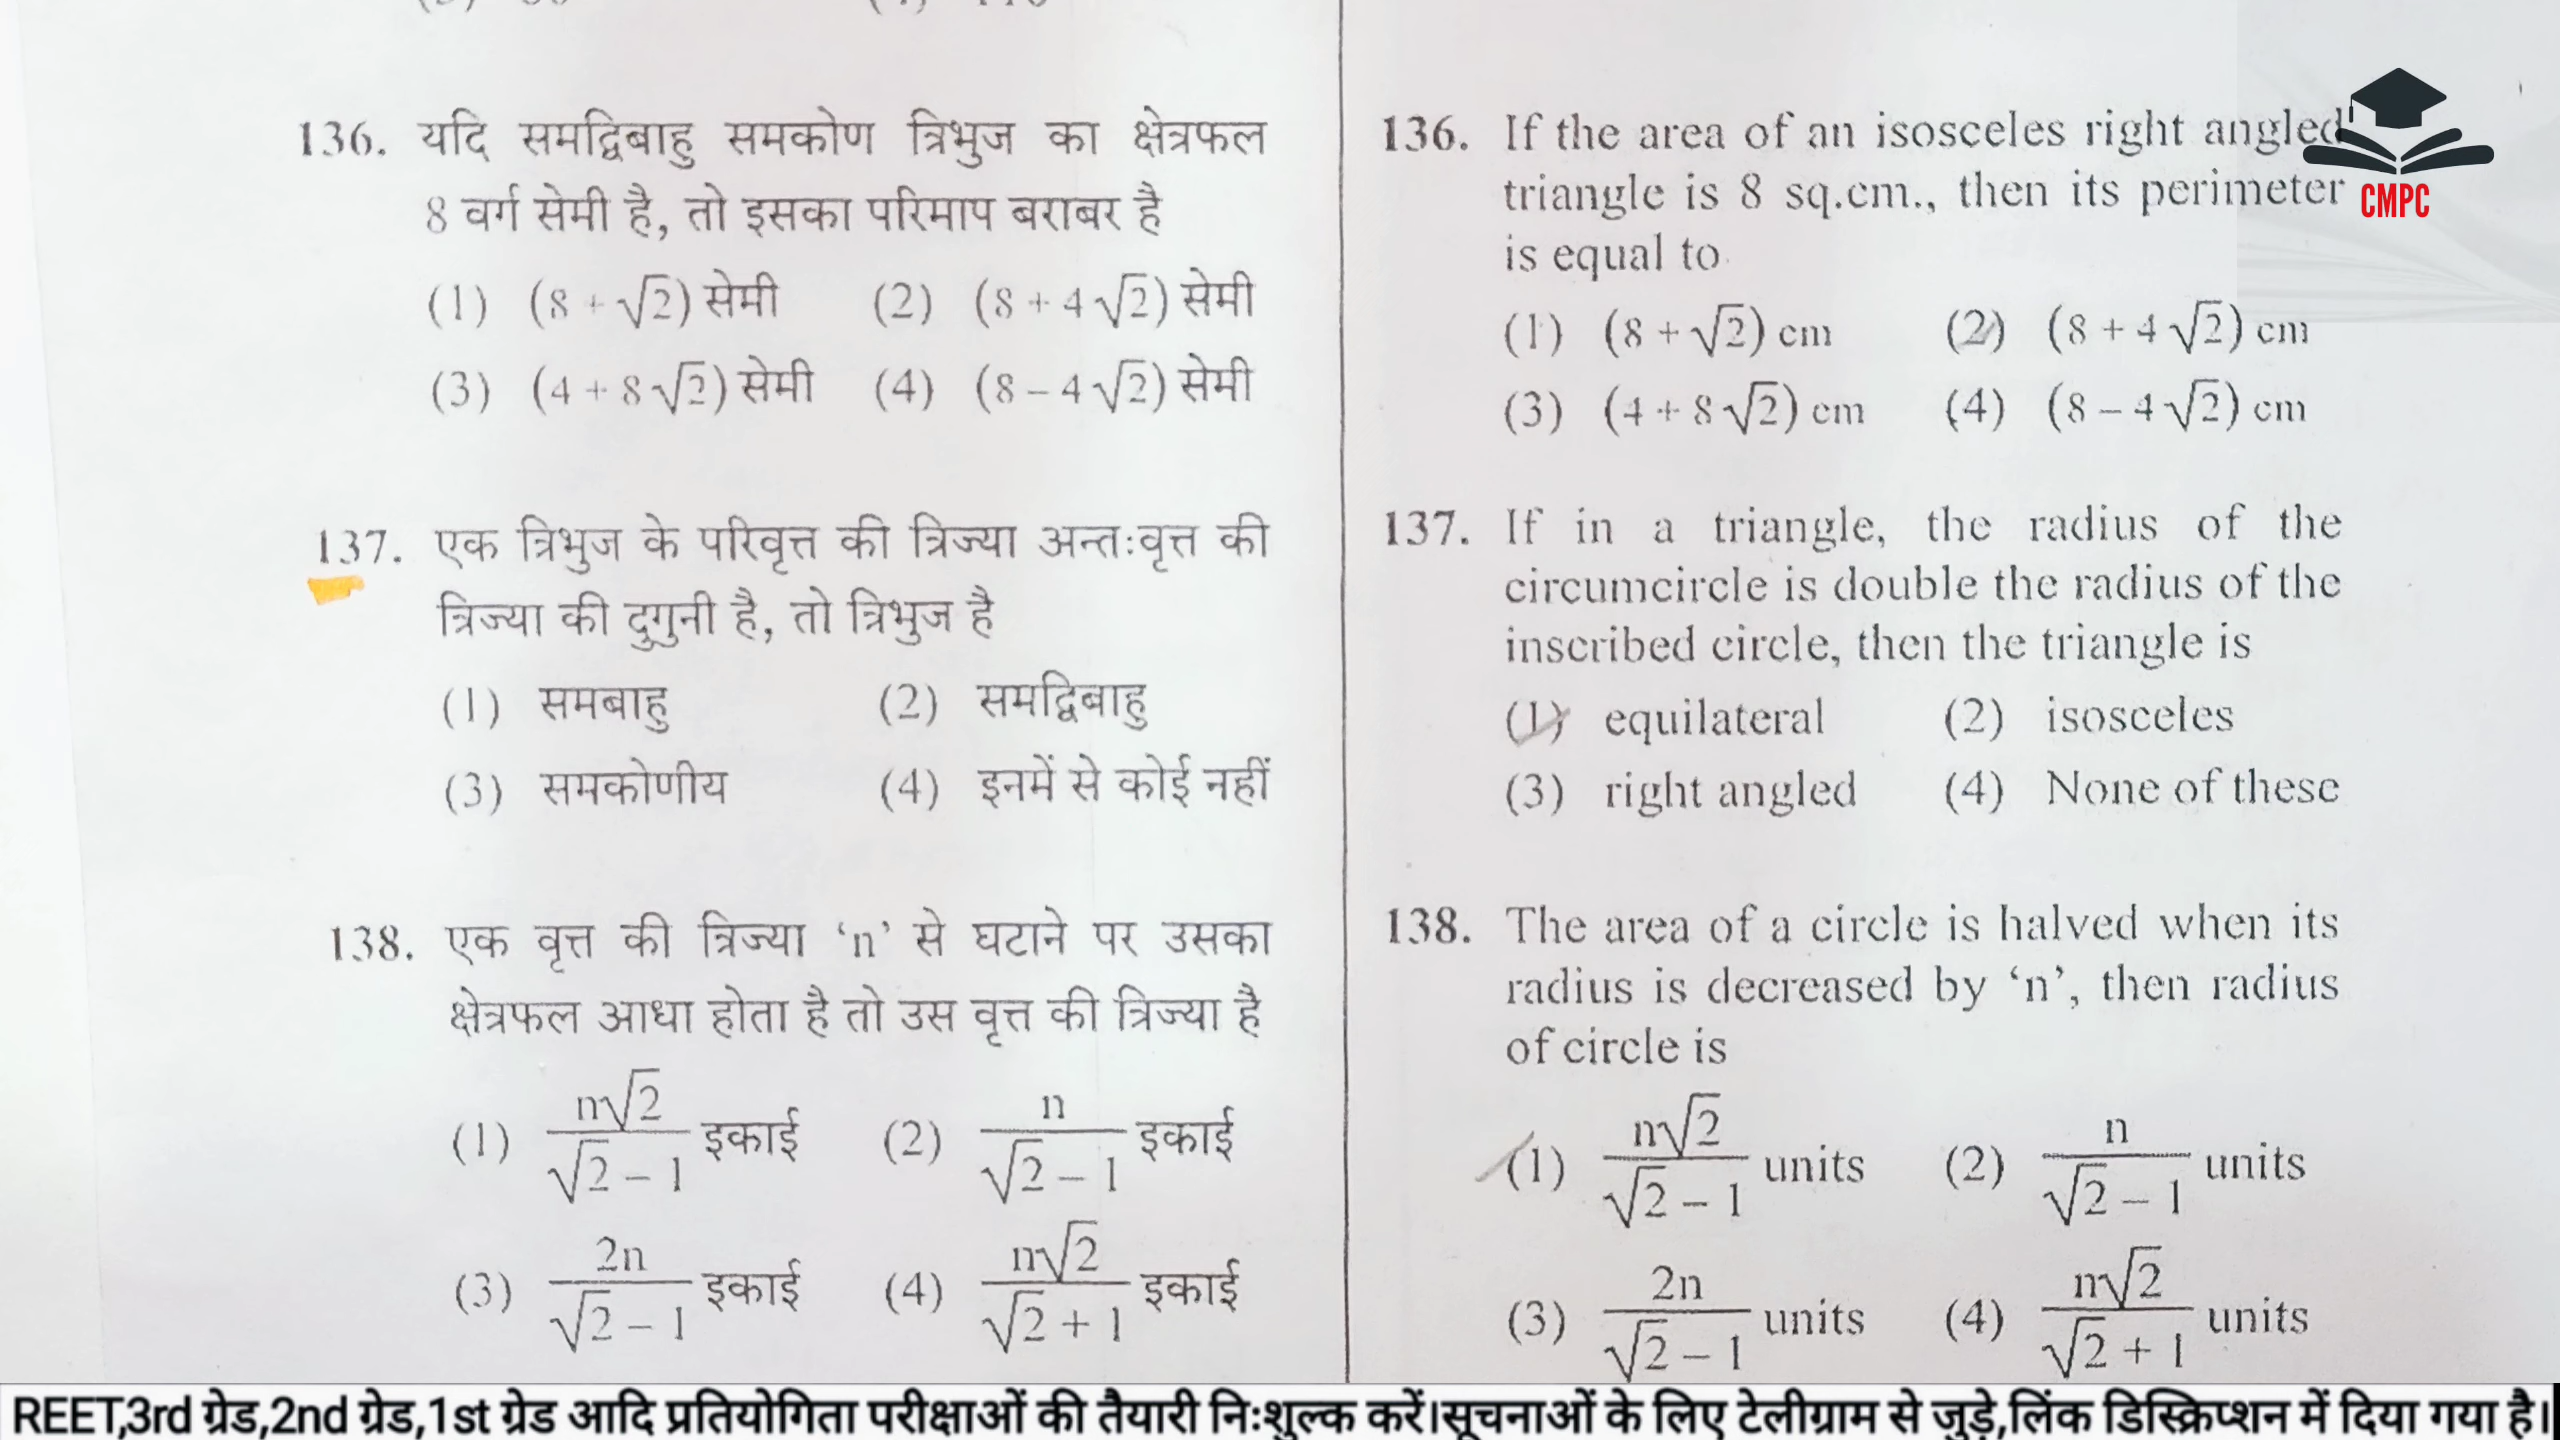 136. यदि समद्विबाहु समकोण त्रिभुज का क्षेत्रफल
8 वर्ग सेमी है, तो इसका परिमाप बराबर है
(1) (8 + √2) सेमी (2) (8 + 4√2) सेमी
(3) (4 + 8√2) सेमी (4) (8 – 4√2) सेमी
137. एक त्रिभुज के परिवृत्त की त्रिज्या अन्तःवृत्त की
त्रिज्या की दुगुनी है, तो त्रिभुज है
(1) समबाहु (2) समद्विबाहु
(3) समकोणीय (4) इनमें से कोई नहीं
138. एक वृत्त की त्रिज्या ‘n’ से घटाने पर उसका
क्षेत्रफल आधा होता है तो उस वृत्त की त्रिज्या है
(1) n√2 / √2 – 1 इकाई (2) n / √2 – 1 इकाई
(3) 2n / √2 – 1 इकाई (4) n√2 / √2 + 1 इकाई
136. If the area of an isosceles right angled
triangle is 8 sq.cm., then its perimeter
is equal to
(1) (8 + √2) cm (2) (8 + 4√2) cm
(3) (4 + 8√2) cm (4) (8 – 4√2) cm
137. If in a triangle, the radius of the
circumcircle is double the radius of the
inscribed circle, then the triangle is
(1) equilateral (2) isosceles
(3) right angled (4) None of these
138. The area of a circle is halved when its
radius is decreased by ‘n’, then radius
of circle is
(1) n√2 / √2 – 1 units (2) n / √2 – 1 units
(3) 2n / √2 – 1 units (4) n√2 / √2 + 1 units
CMPC
REET,3rd ग्रेड,2nd ग्रेड,1st ग्रेड आदि प्रतियोगिता परीक्षाओं की तैयारी निःशुल्क करें।सूचनाओं के लिए टेलीग्राम से जुड़े,लिंक डिस्क्रिप्शन में दिया गया है।